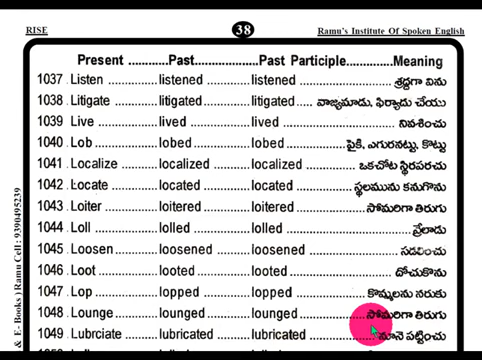 RISE 38 Ramu's Institute Of Spoken English
Present ............Past....................Past Participle..............Meaning
1037 . Listen ............. listened ............ listened ................... శ్రద్ధగా విను
1038 . Litigate ............ litigated ........... litigated .... వాజ్యమాడు, ఫిర్యాదు చేయు
1039 . Live .................. lived ................. lived .......................... నివశించు
1040 . Lob ................... lobed ............... lobed ............... పైకి, ఎగురనట్టు, కొట్టు
1041 . Localize ........... localized .......... localized ............ ఒకచోట స్థిరపరచు
1042 . Locate ............. located ............ located ........... స్థలమును కనుగొను
1043 . Loiter ............... loitered ............ loitered .............. సోమరిగా తిరుగు
1044 . Loll ................... lolled ................ lolled .......................... వ్రేలాడు
1045 . Loosen ............ loosened ......... loosened ................... సడలించు
1046 . Loot ................. looted .............. looted ..................... దోచుకొను
1047 . Lop .................. lopped ............. lopped .............. కొమ్మలను నరుకు
1048 . Lounge ............ lounged .......... lounged ............. సోమరిగా తిరుగు
1049 . Lubrciate ......... lubricated ........ lubricated ............... నూనె పట్టించు
& E- Books ) Ramu Cell : 9390495239